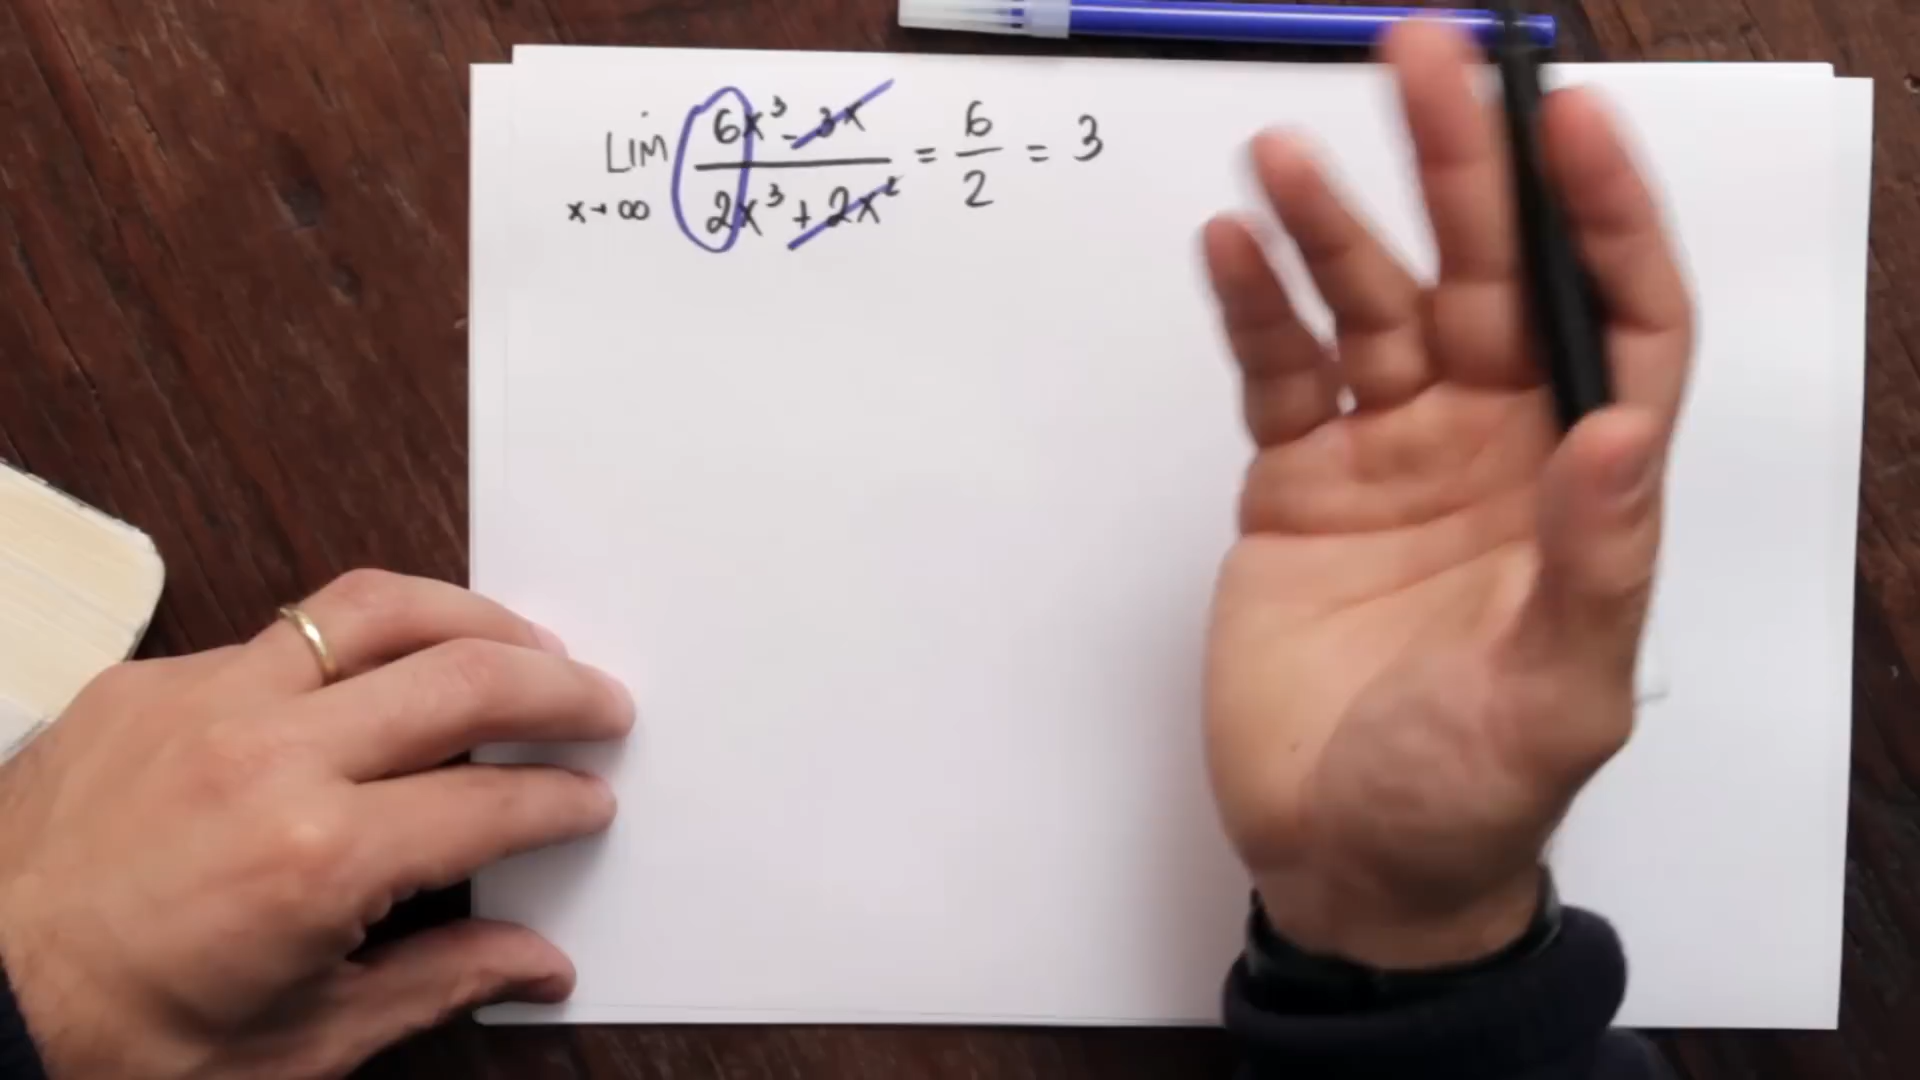 Lim x→∞ (6x³ - 3x)/(2x³ + 2x²) = 6/2 = 3